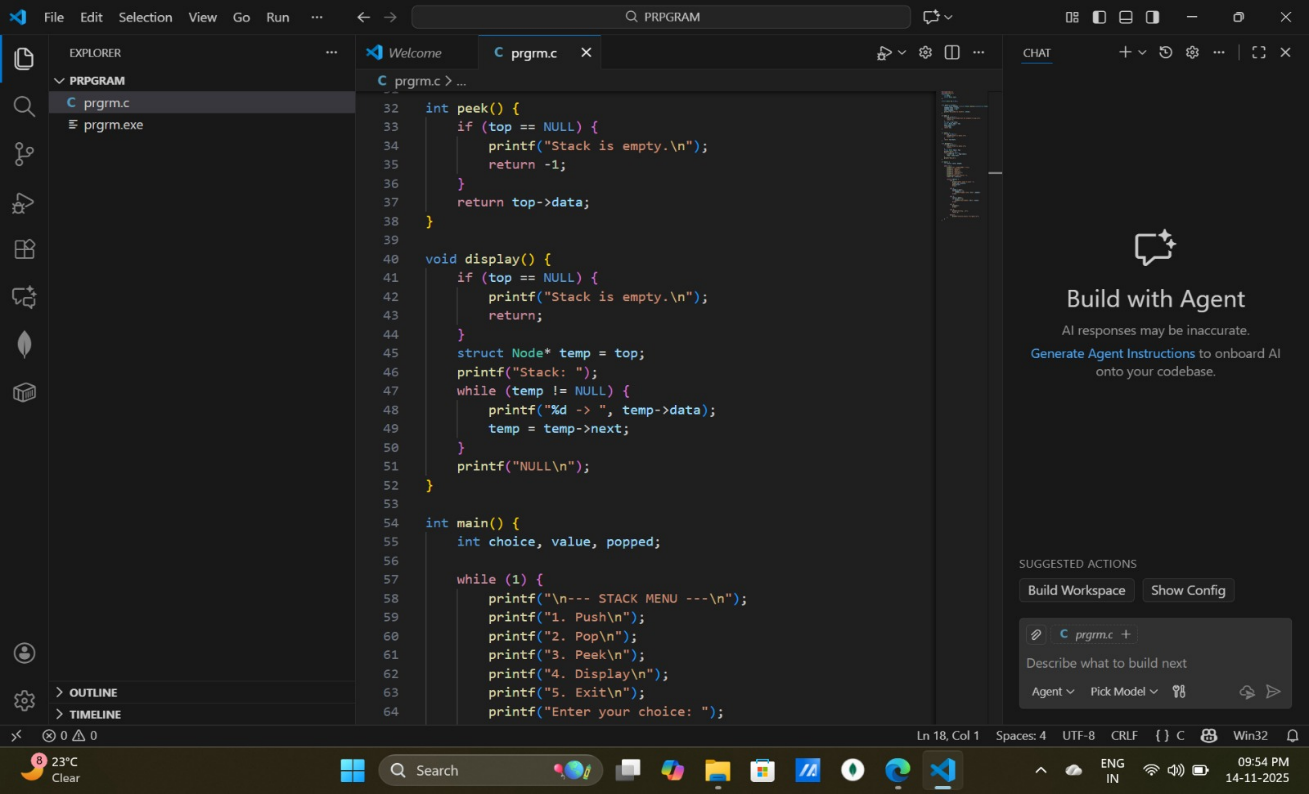 File Edit Selection View Go Run ··· PRPGRAM
EXPLORER ···
PRPGRAM
C prgrm.c
prgrm.exe
OUTLINE
TIMELINE
Welcome C prgrm.c
C prgrm.c > ...
32 int peek() {
33 if (top == NULL) {
34 printf("Stack is empty.\n");
35 return -1;
36 }
37 return top->data;
38 }
39
40 void display() {
41 if (top == NULL) {
42 printf("Stack is empty.\n");
43 return;
44 }
45 struct Node* temp = top;
46 printf("Stack: ");
47 while (temp != NULL) {
48 printf("%d -> ", temp->data);
49 temp = temp->next;
50 }
51 printf("NULL\n");
52 }
53
54 int main() {
55 int choice, value, popped;
56
57 while (1) {
58 printf("\n--- STACK MENU ---\n");
59 printf("1. Push\n");
60 printf("2. Pop\n");
61 printf("3. Peek\n");
62 printf("4. Display\n");
63 printf("5. Exit\n");
64 printf("Enter your choice: ");
CHAT
Build with Agent
AI responses may be inaccurate.
Generate Agent Instructions to onboard AI
onto your codebase.
SUGGESTED ACTIONS
Build Workspace Show Config
C prgrm.c +
Describe what to build next
Agent Pick Model
0 0 Ln 18, Col 1 Spaces: 4 UTF-8 CRLF {} C Win32
8 23°C
Clear
Search
ENG
IN
09:54 PM
14-11-2025